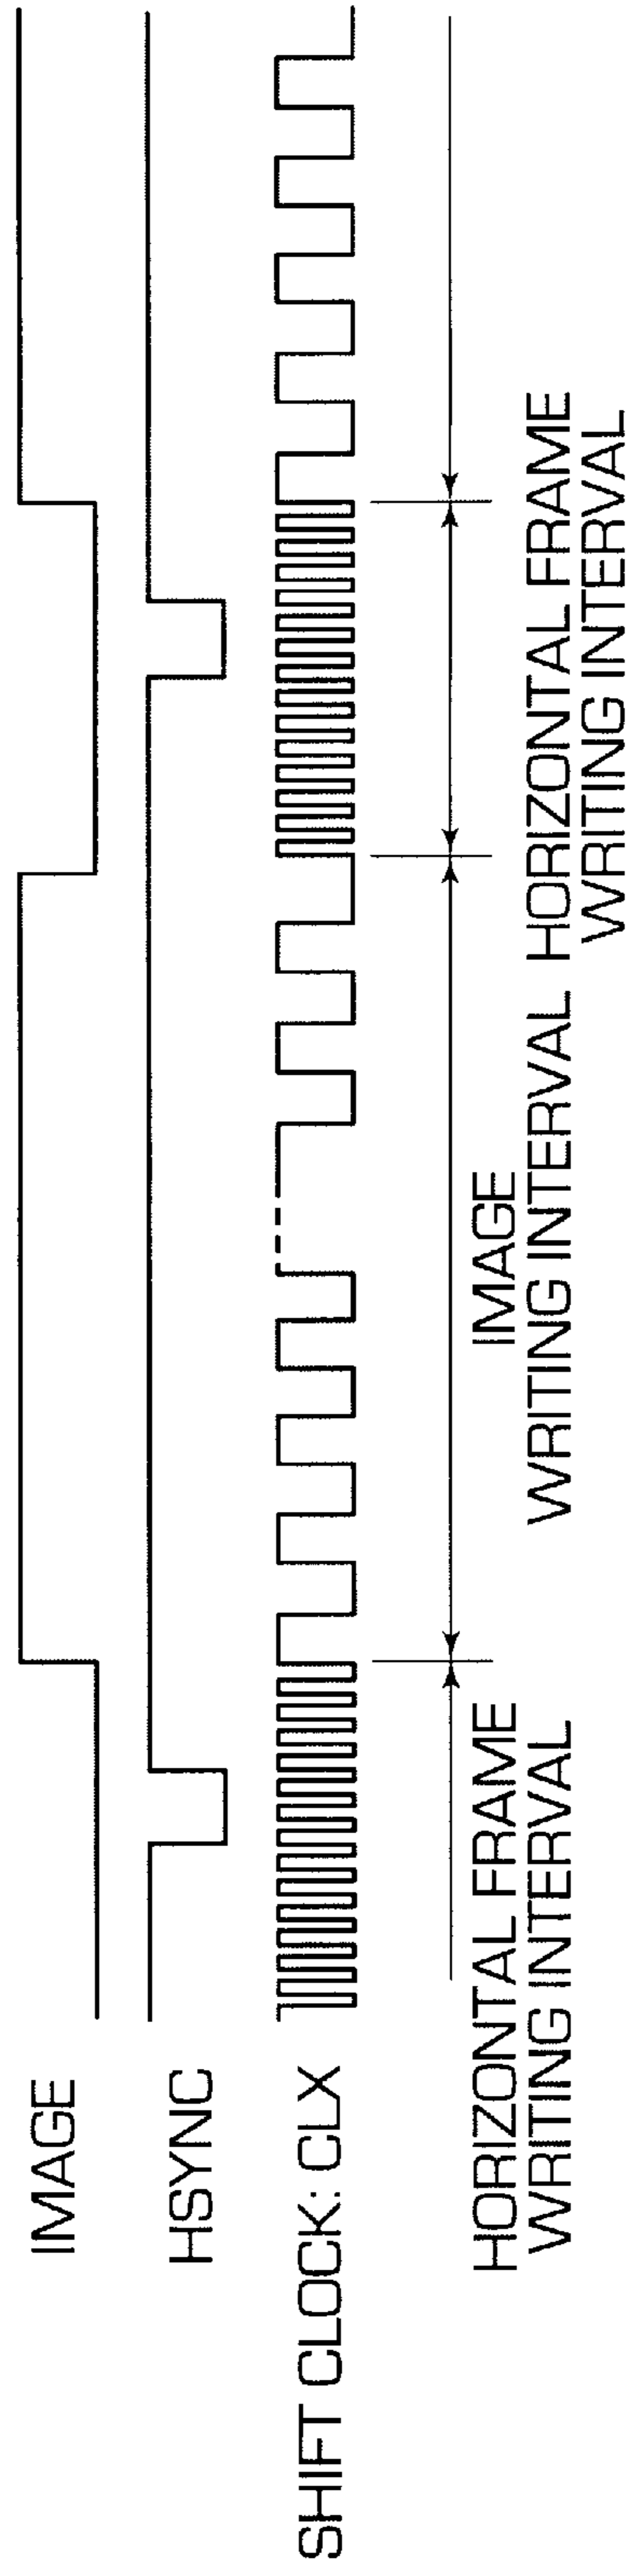 IMAGE
HSYNC
SHIFT CLOCK: CLX
HORIZONTAL FRAME
WRITING INTERVAL
IMAGE
WRITING INTERVAL
HORIZONTAL FRAME
WRITING INTERVAL